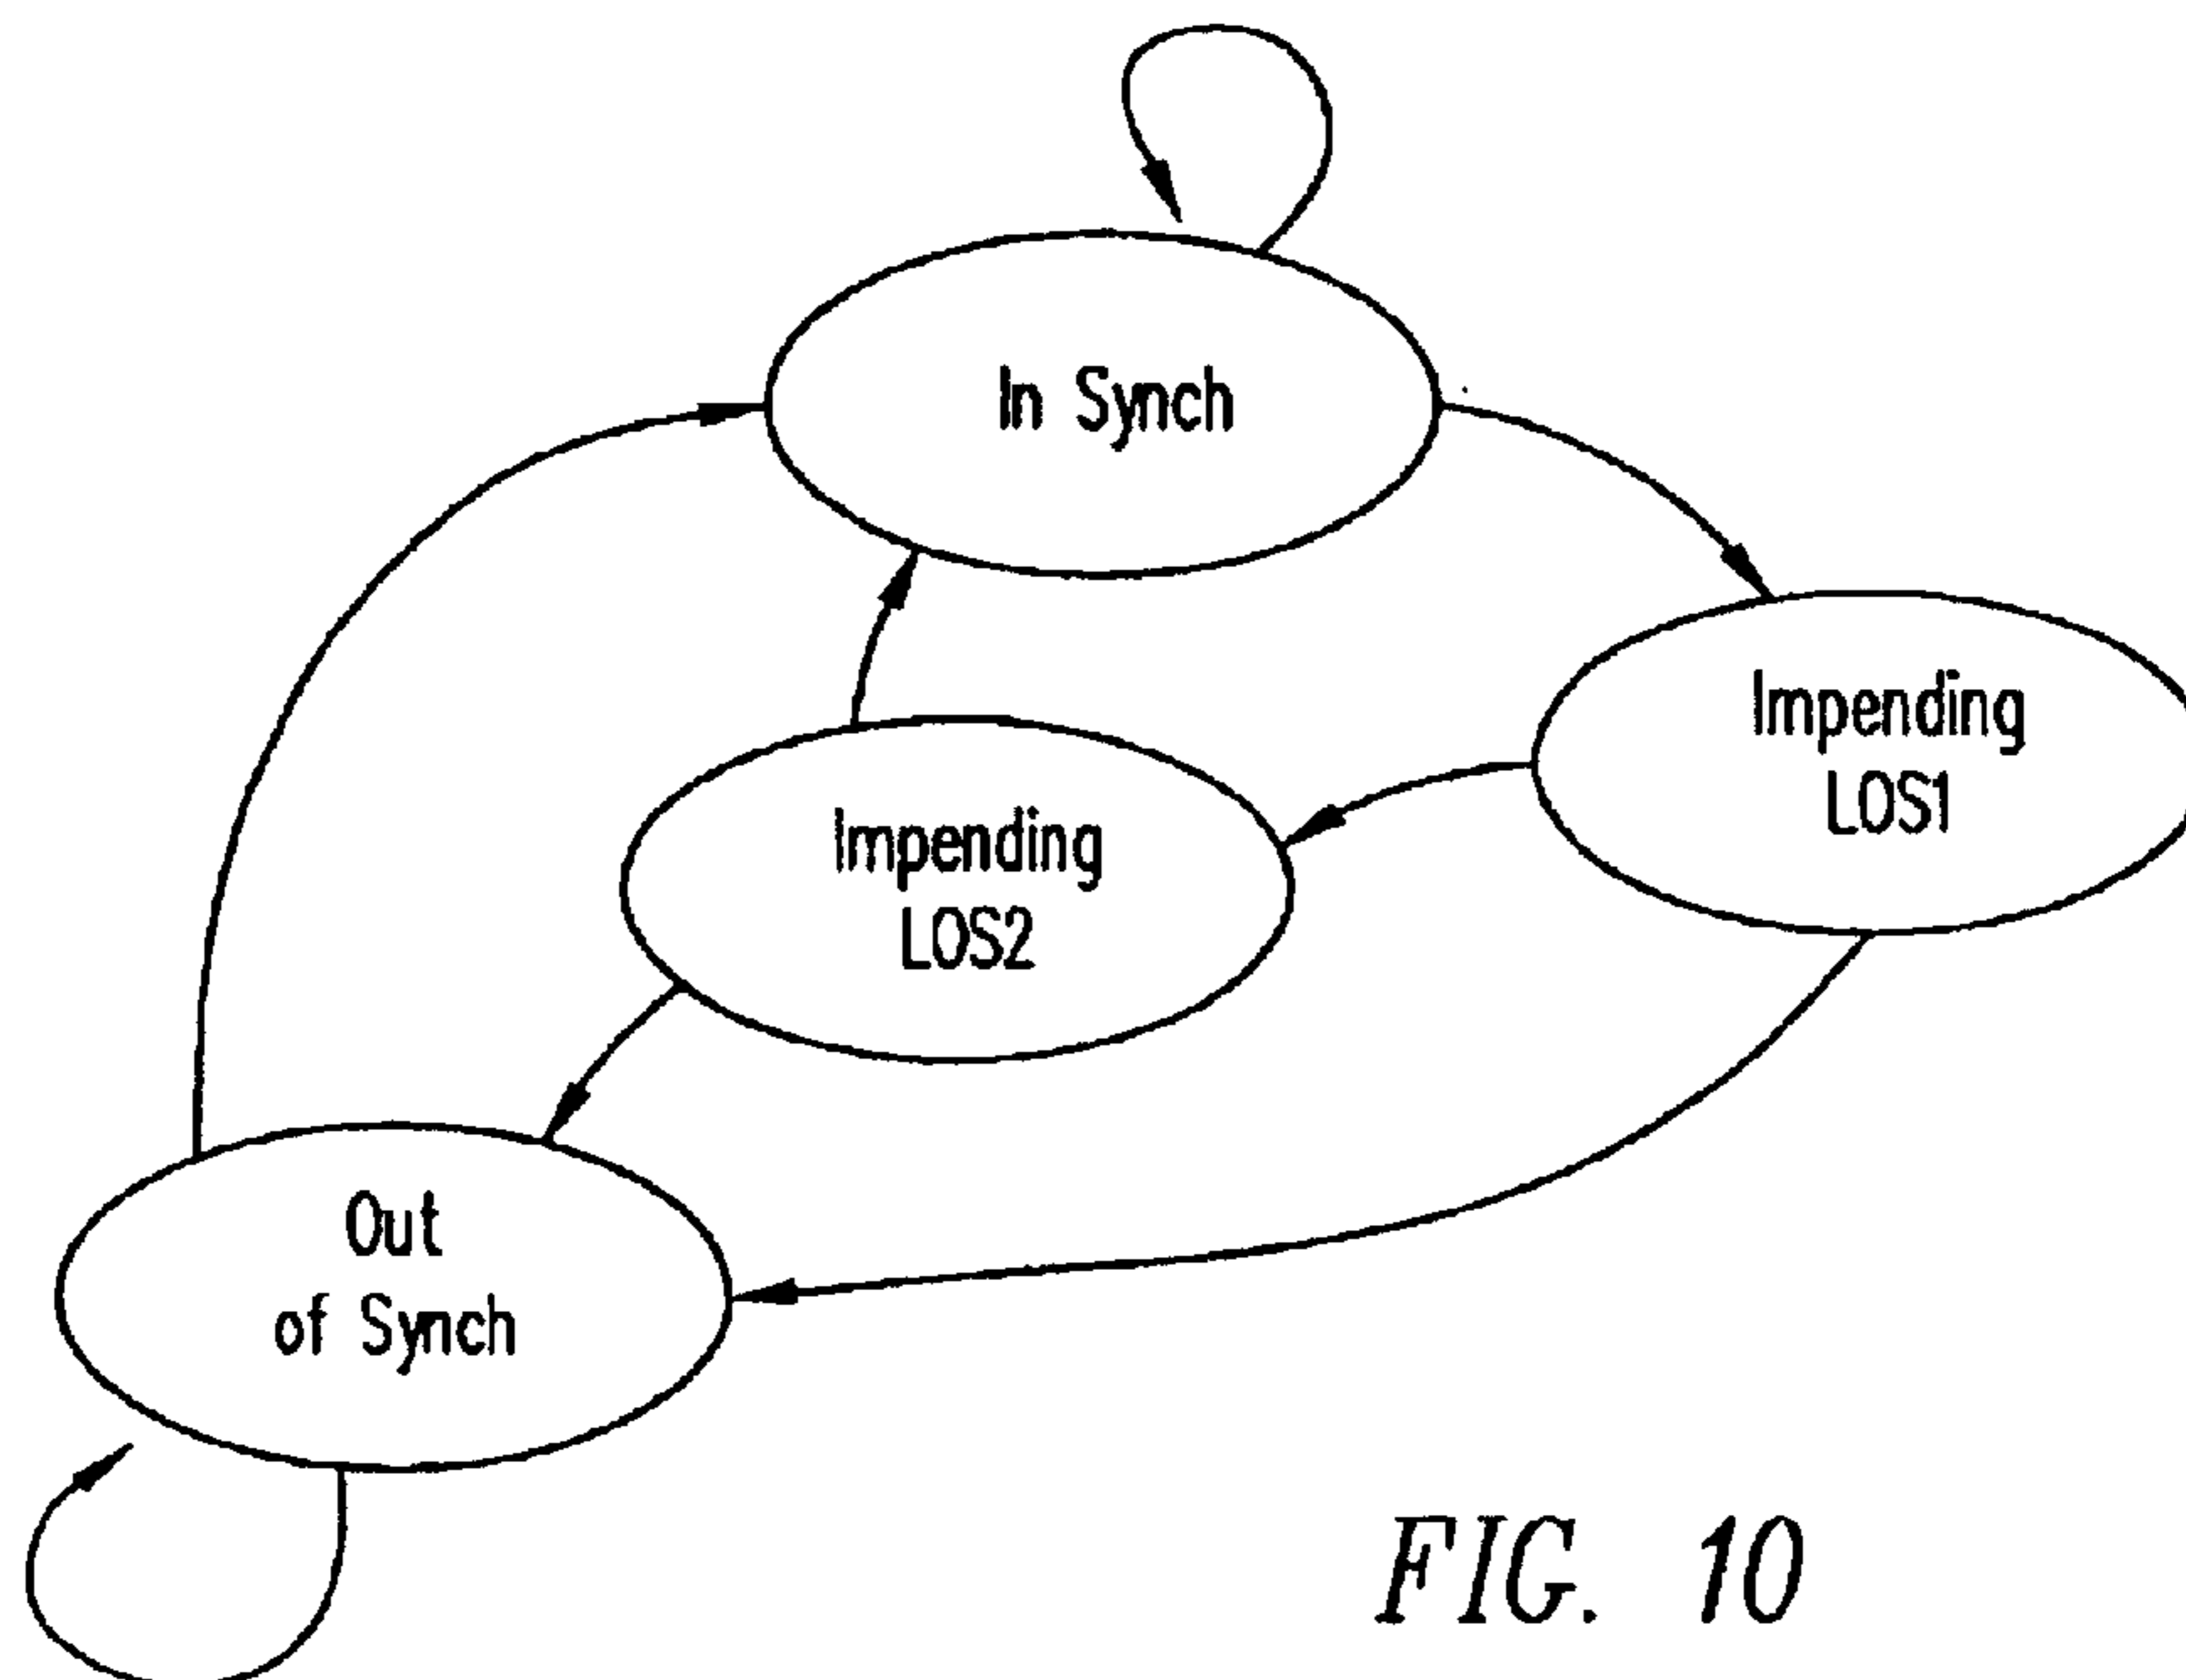 In Synch
Impending
LOS1
Impending
LOS2
Out
of Synch
FIG. 10